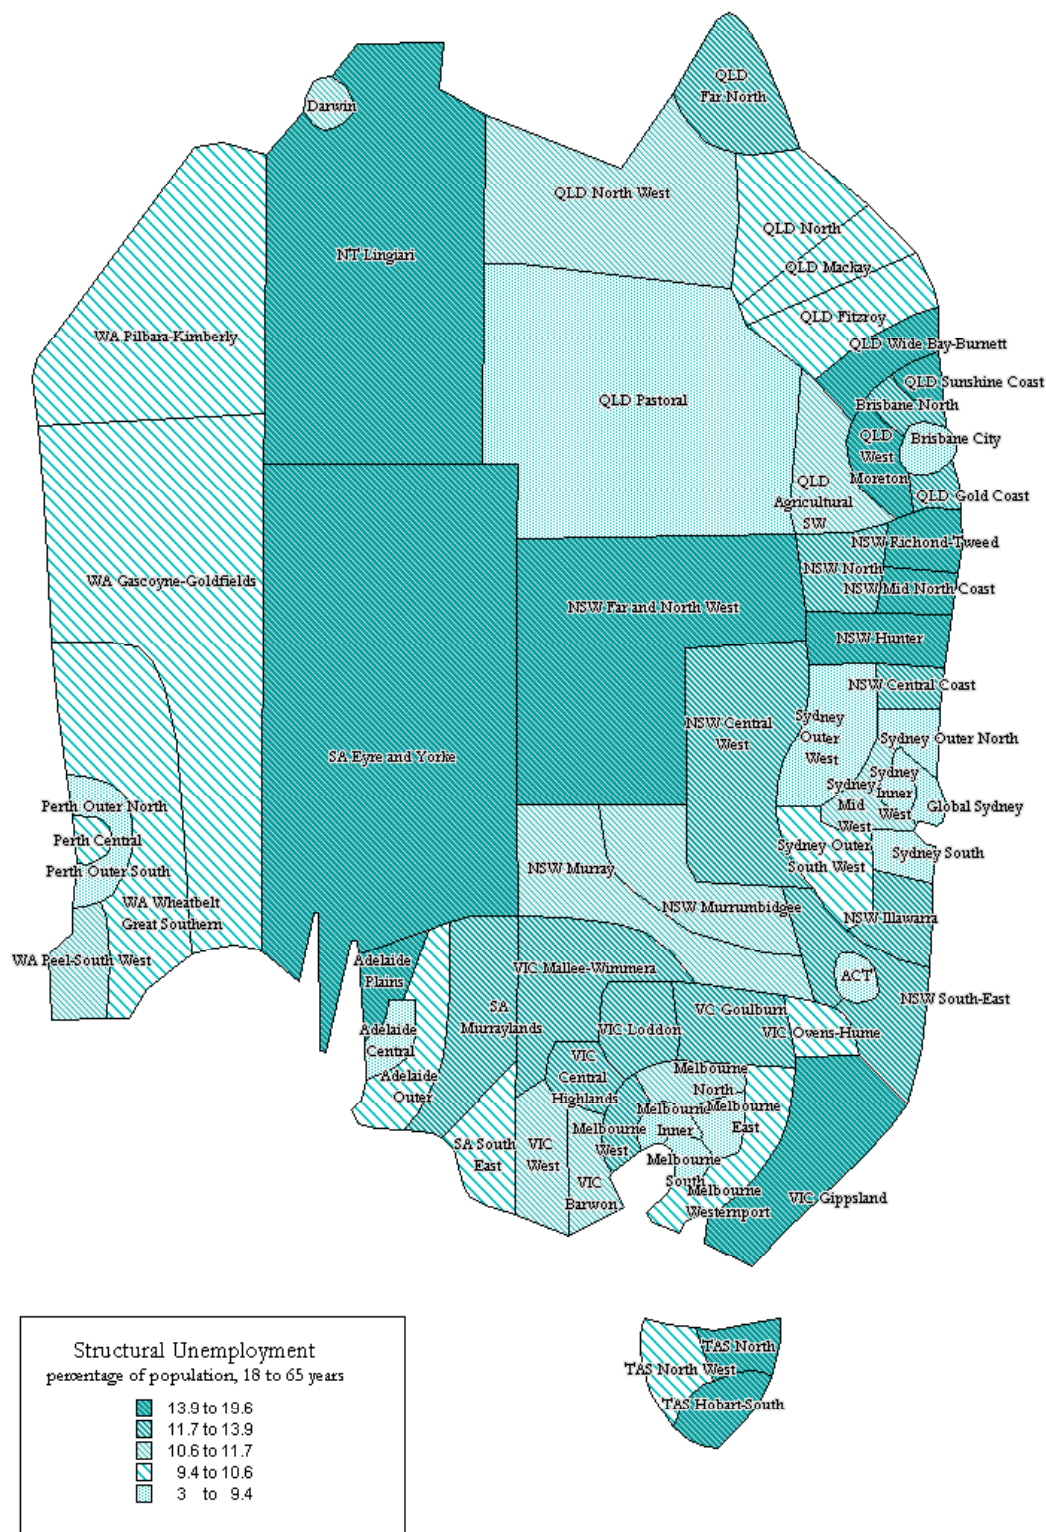 QLD
Far North
Darwin
QLD North West
QLD North
NT Lingiari
QLD Mackay
QLD Fitzroy
WA Pilbara-Kimberly
QLD Wide Bay-Burnett
QLD Sunshine Coast
QLD Pastoral
Brisbane North
QLD
West
Moreton
Brisbane City
QLD
Agricultural
SW
QLD Gold Coast
NSW Richond-Tweed
NSW North
WA Gascoyne-Goldfields
NSW Mid North Coast
NSW Far and North West
NSW Hunter
NSW Central Coast
NSW Central
West
Sydney
Outer
West
Sydney Outer North
SA Eyre and Yorke
Sydney
Inner
West
Sydney
Mid
West
Global Sydney
Perth Outer North
Perth Central
Sydney Outer
South West
Sydney South
Perth Outer South
NSW Murray
WA Wheatbelt
Great Southern
NSW Murrumbidgee
NSW Illawarra
WA Peel-South West
Adelaide
Plains
VIC Mallee-Wimmera
ACT
NSW South-East
SA
Murraylands
VC Goulburn
VIC Loddon
VIC Ovens-Hume
Adelaide
Central
VIC
Central
Highlands
Melbourne
North
Adelaide
Outer
Melbourne
Inner
Melbourne
East
Melbourne
West
SA South
East
VIC
West
Melbourne
South
VIC
Barwon
Melbourne
Westernport
VIC Gippsland
TAS North
TAS North West
TAS Hobart-South
Structural Unemployment
percentage of population, 18 to 65 years
13.9 to 19.6
11.7 to 13.9
10.6 to 11.7
9.4 to 10.6
3 to 9.4